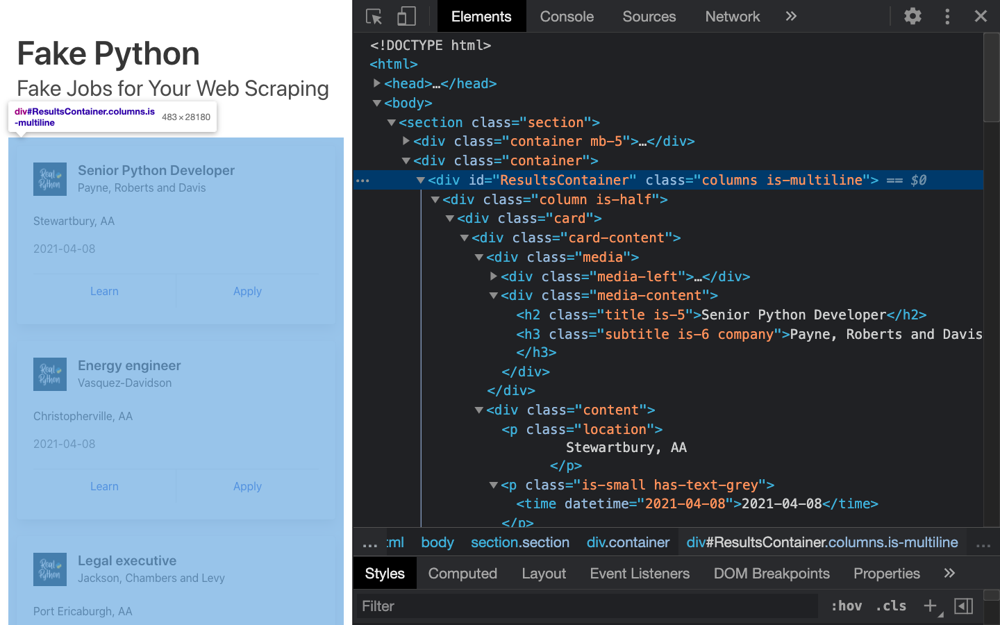 Fake Python
Fake Jobs for Your Web Scraping
div#ResultsContainer.columns.is
-multiline
483 × 28180
Real Python
Senior Python Developer
Payne, Roberts and Davis
Stewartbury, AA
2021-04-08
Learn
Apply
Real Python
Energy engineer
Vasquez-Davidson
Christopherville, AA
2021-04-08
Learn
Apply
Real Python
Legal executive
Jackson, Chambers and Levy
Port Ericaburgh, AA
Elements
Console
Sources
Network
<!DOCTYPE html>
<html>
<head>…</head>
<body>
<section class="section">
<div class="container mb-5">…</div>
<div class="container">
<div id="ResultsContainer" class="columns is-multiline"> == $0
<div class="column is-half">
<div class="card">
<div class="card-content">
<div class="media">
<div class="media-left">…</div>
<div class="media-content">
<h2 class="title is-5">Senior Python Developer</h2>
<h3 class="subtitle is-6 company">Payne, Roberts and Davis
</h3>
</div>
</div>
<div class="content">
<p class="location">
Stewartbury, AA
</p>
<p class="is-small has-text-grey">
<time datetime="2021-04-08">2021-04-08</time>
</p>
… tml body section.section div.container div#ResultsContainer.columns.is-multiline …
Styles Computed Layout Event Listeners DOM Breakpoints Properties
Filter
:hov .cls